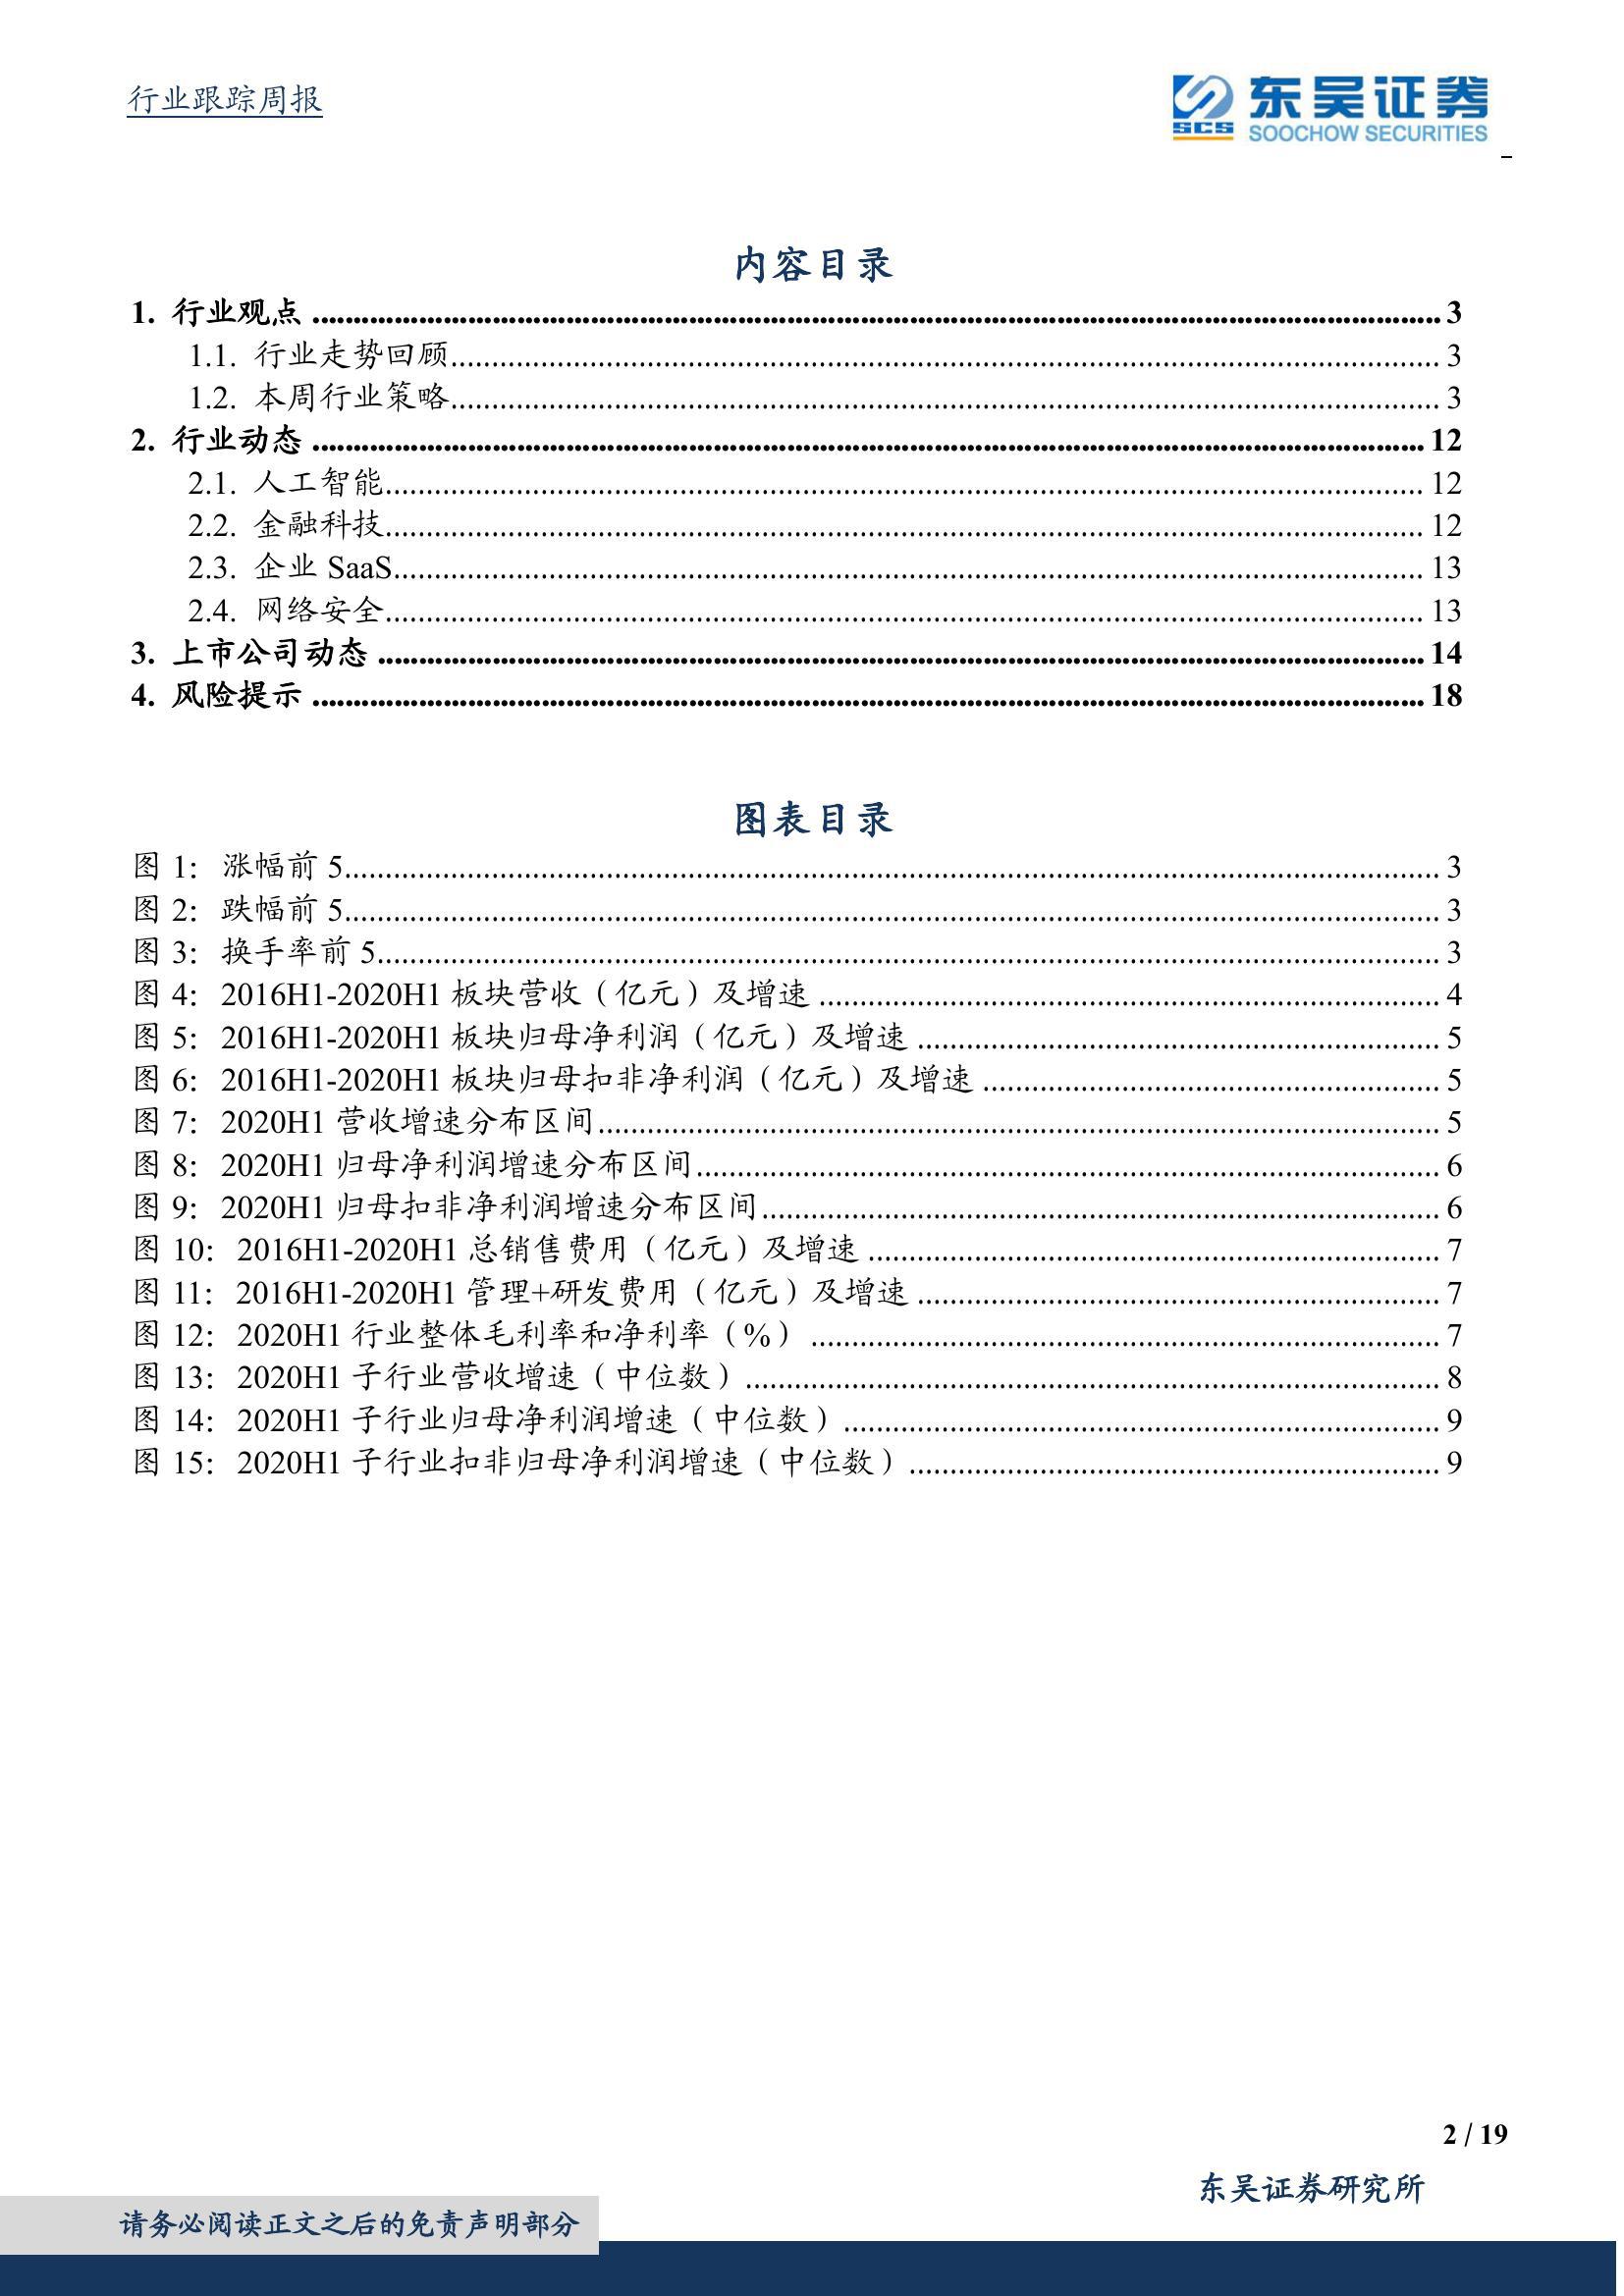 行业跟踪周报
SCS 东吴证券
SOOCHOW SECURITIES
内容目录
1. 行业观点 ........ 3
1.1. 行业走势回顾 ........ 3
1.2. 本周行业策略 ........ 3
2. 行业动态 ........ 12
2.1. 人工智能 ........ 12
2.2. 金融科技 ........ 12
2.3. 企业 SaaS ........ 13
2.4. 网络安全 ........ 13
3. 上市公司动态 ........ 14
4. 风险提示 ........ 18
图表目录
图 1: 涨幅前 5 ........ 3
图 2: 跌幅前 5 ........ 3
图 3: 换手率前 5 ........ 3
图 4: 2016H1-2020H1 板块营收（亿元）及增速 ........ 4
图 5: 2016H1-2020H1 板块归母净利润（亿元）及增速 ........ 5
图 6: 2016H1-2020H1 板块归母扣非净利润（亿元）及增速 ........ 5
图 7: 2020H1 营收增速分布区间 ........ 5
图 8: 2020H1 归母净利润增速分布区间 ........ 6
图 9: 2020H1 归母扣非净利润增速分布区间 ........ 6
图 10: 2016H1-2020H1 总销售费用（亿元）及增速 ........ 7
图 11: 2016H1-2020H1 管理+研发费用（亿元）及增速 ........ 7
图 12: 2020H1 行业整体毛利率和净利率（%） ........ 7
图 13: 2020H1 子行业营收增速（中位数） ........ 8
图 14: 2020H1 子行业归母净利润增速（中位数） ........ 9
图 15: 2020H1 子行业扣非归母净利润增速（中位数） ........ 9
2 / 19
东吴证券研究所
请务必阅读正文之后的免责声明部分